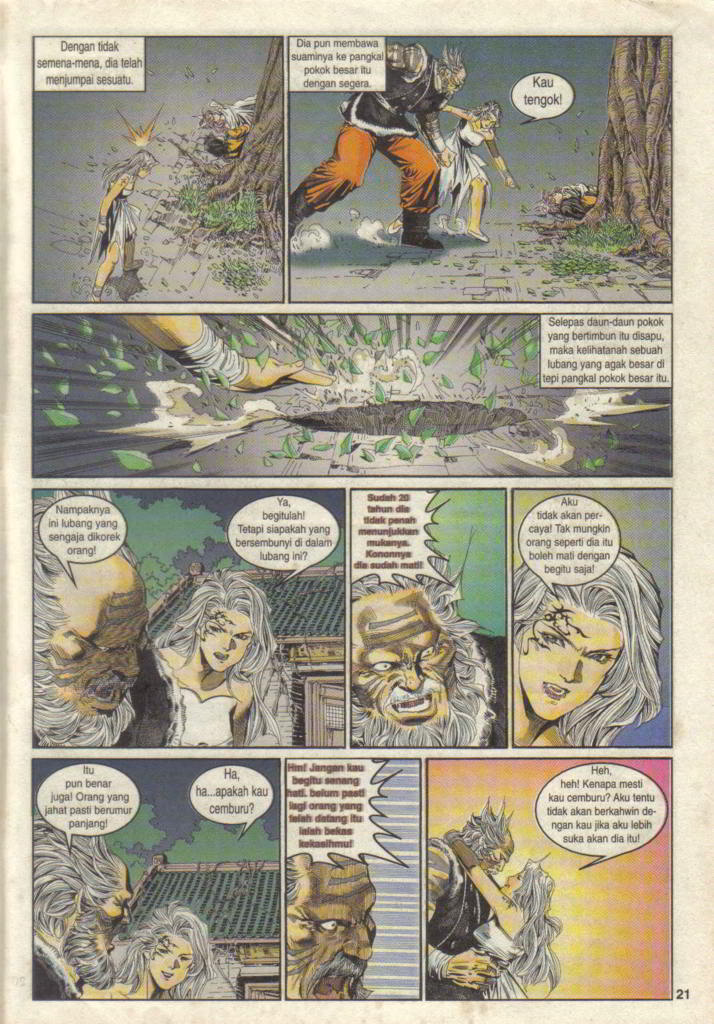 Dengan tidak
semena-mena, dia telah
menjumpai sesuatu.
Dia pun membawa
suaminya ke pangkal
pokok besar itu
dengan segera.
Kau
tengok!
Selepas daun-daun pokok
yang bertimbun itu disapu,
maka kelihatanah sebuah
lubang yang agak besar di
tepi pangkal pokok besar itu.
Nampaknya
ini lubang yang
sengaja dikorek
orang!
Ya,
begitulah!
Tetapi siapakah yang
bersembunyi di dalam
lubang ini?
Sudah 20
tahun dia
tidak penah
menunjukkan
mukanya.
Kononnya
dia sudah mati!
Aku
tidak akan per-
caya! Tak mungkin
orang seperti dia itu
boleh mati dengan
begitu saja!
Itu
pun benar
juga! Orang yang
jahat pasti berumur
panjang!
Ha,
ha...apakah kau
cemburu?
Hm! Jangan kau
begitu senang
hati. belum pasti
lagi orang yang
telah datang itu
ialah bekas
kekasihmu!
Heh,
heh! Kenapa mesti
kau cemburu? Aku tentu
tidak akan berkahwin de-
ngan kau jika aku lebih
suka akan dia itu!
21